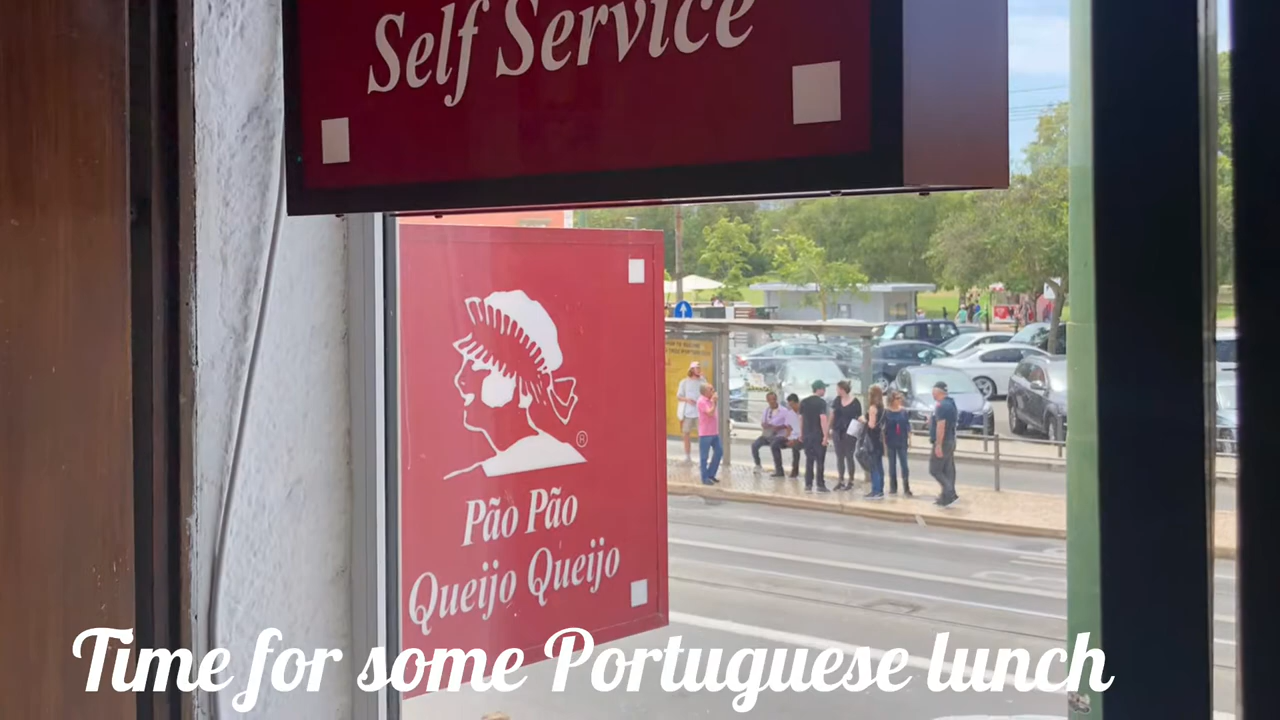 Self Service
®
Pão Pão
Queijo Queijo
Time for some Portuguese lunch